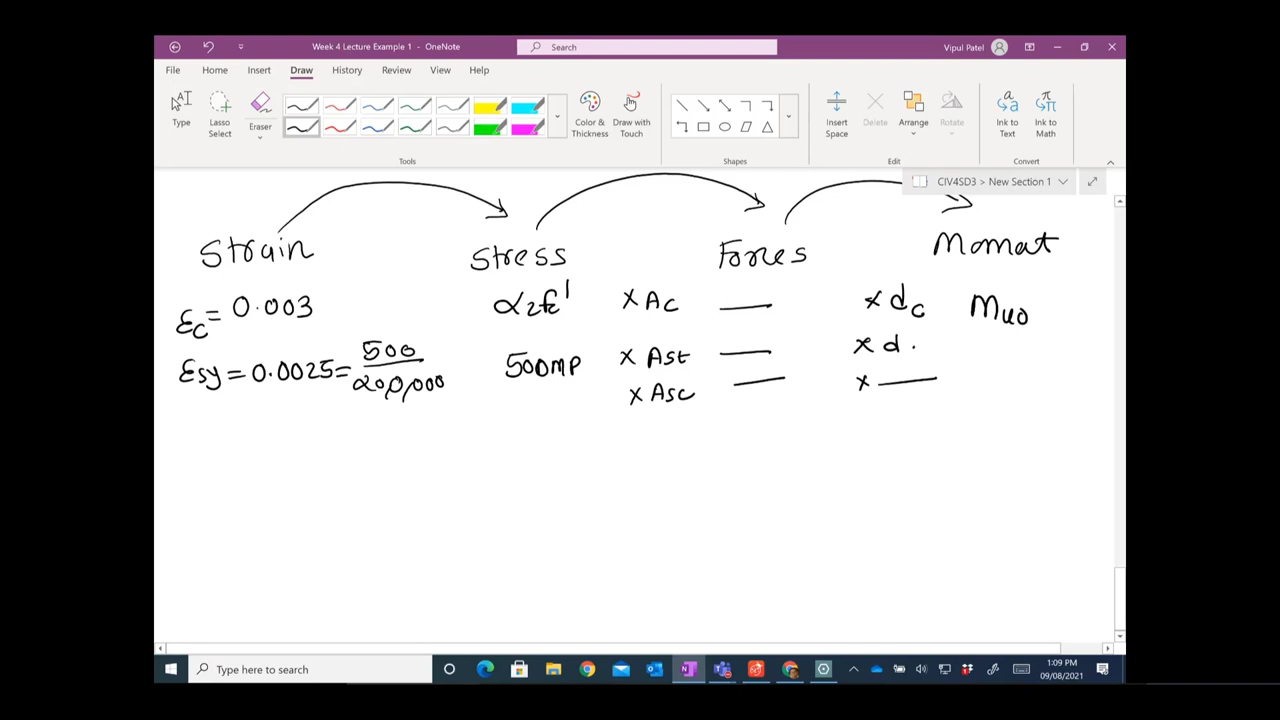 Week 4 Lecture Example 1 - OneNote
Search
Vipul Patel
File Home Insert Draw History Review View Help
Type
Lasso Select
Eraser
Color & Thickness
Draw with Touch
Insert Space
Delete
Arrange
Rotate
Ink to Text
Ink to Math
Tools
Shapes
Edit
Convert
CIV4SD3 > New Section 1
Strain Stress Forces Momat
εc = 0.003 α2fc' × Ac — × dc Muo
εsy = 0.0025 = 500/200,000 500MP × Ast — × d.
× Asc — × —
Type here to search
1:09 PM
09/08/2021